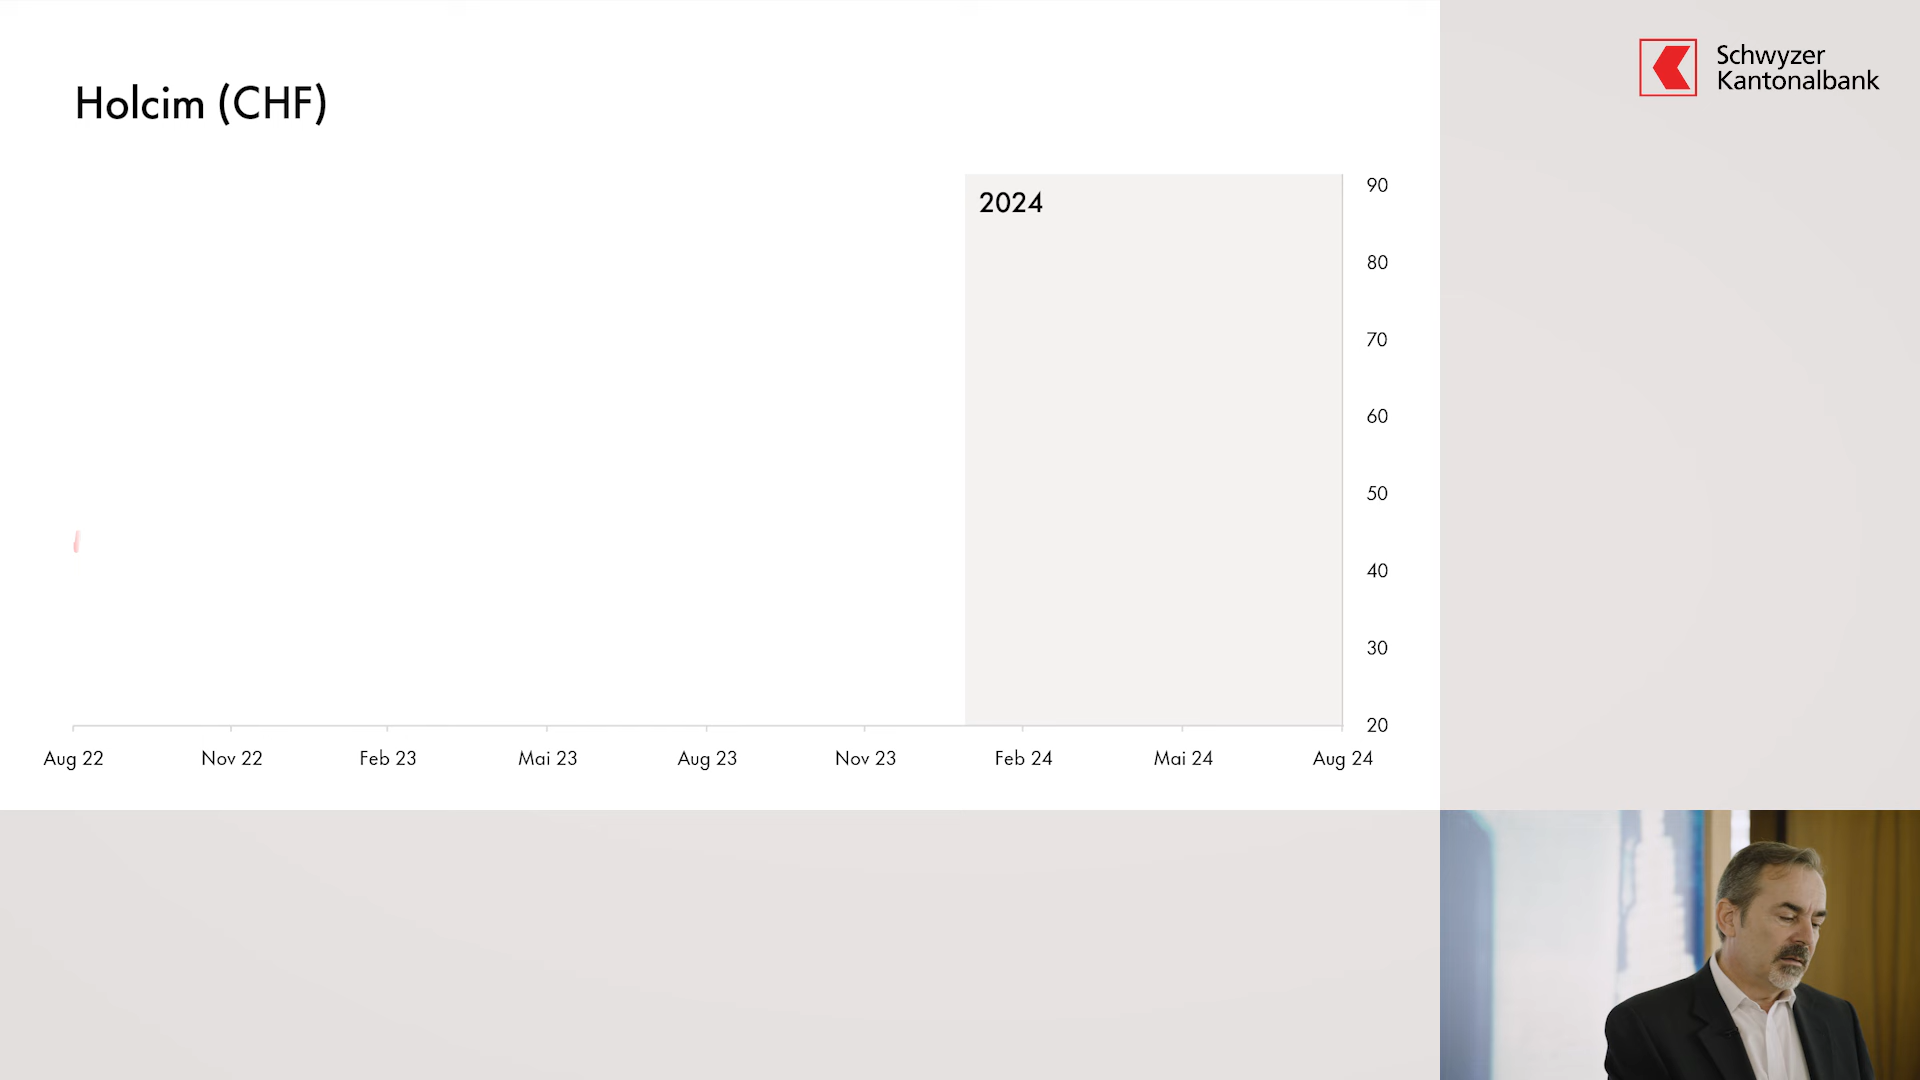 Holcim (CHF)
Schwyzer
Kantonalbank
2024
90
80
70
60
50
40
30
20
Aug 22 Nov 22 Feb 23 Mai 23 Aug 23 Nov 23 Feb 24 Mai 24 Aug 24